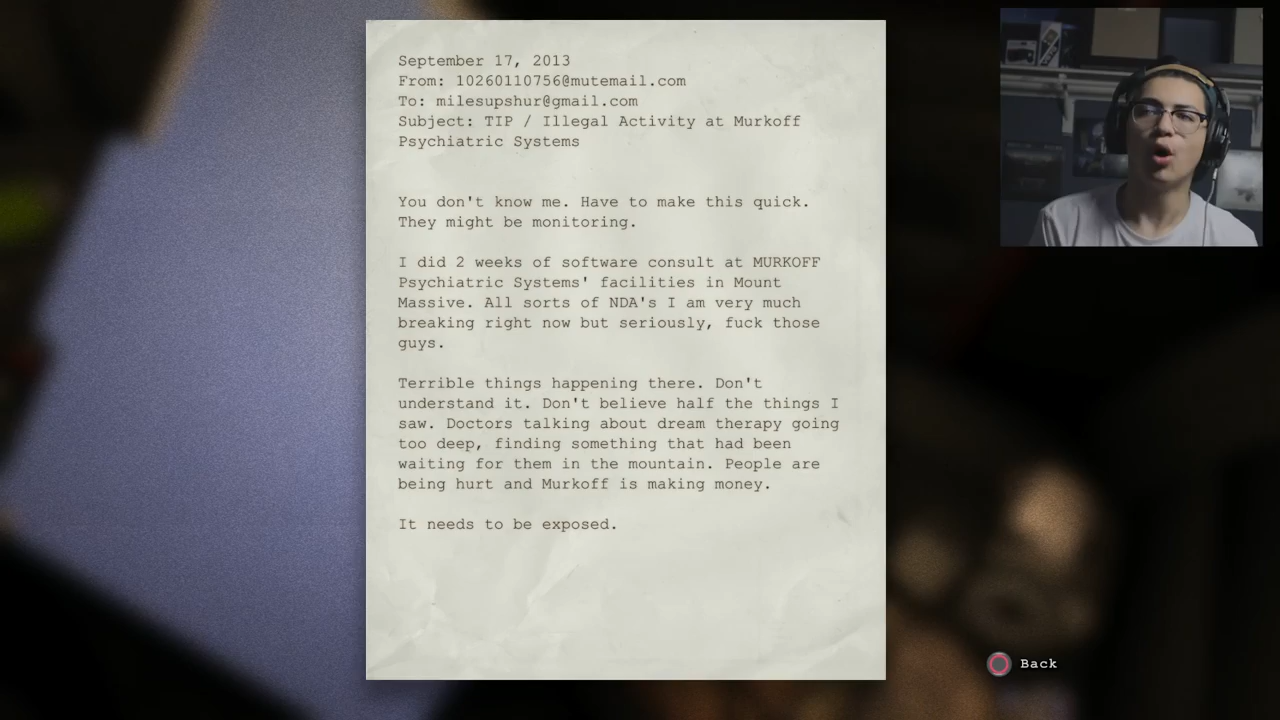 September 17, 2013
From: 10260110756@mutemail.com
To: milesupshur@gmail.com
Subject: TIP / Illegal Activity at Murkoff
Psychiatric Systems
You don't know me. Have to make this quick.
They might be monitoring.
I did 2 weeks of software consult at MURKOFF
Psychiatric Systems' facilities in Mount
Massive. All sorts of NDA's I am very much
breaking right now but seriously, fuck those
guys.
Terrible things happening there. Don't
understand it. Don't believe half the things I
saw. Doctors talking about dream therapy going
too deep, finding something that had been
waiting for them in the mountain. People are
being hurt and Murkoff is making money.
It needs to be exposed.
Back